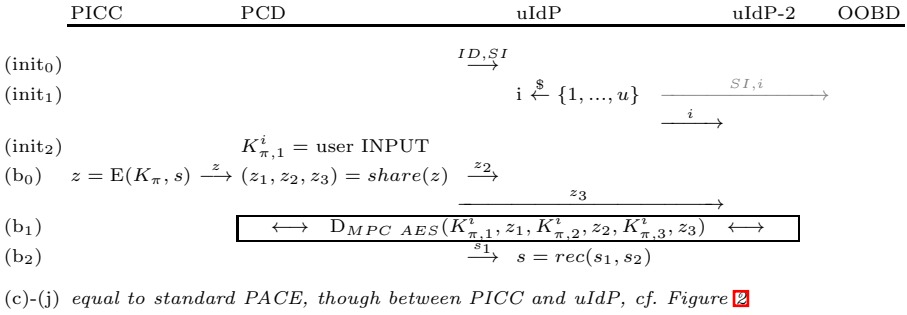 PICC PCD uIdP uIdP-2 OOBD
(init₀) ID,SI
(init₁) i ←$ {1, ..., u} SI,i
i
(init₂) K^i_{π,1} = user INPUT
(b₀) z = E(K_π, s) z (z₁, z₂, z₃) = share(z) z₂
z₃
(b₁) ⟷ D_{MPC AES}(K^i_{π,1}, z₁, K^i_{π,2}, z₂, K^i_{π,3}, z₃) ⟷
(b₂) s₁ s = rec(s₁, s₂)
(c)-(j) equal to standard PACE, though between PICC and uIdP, cf. Figure 2